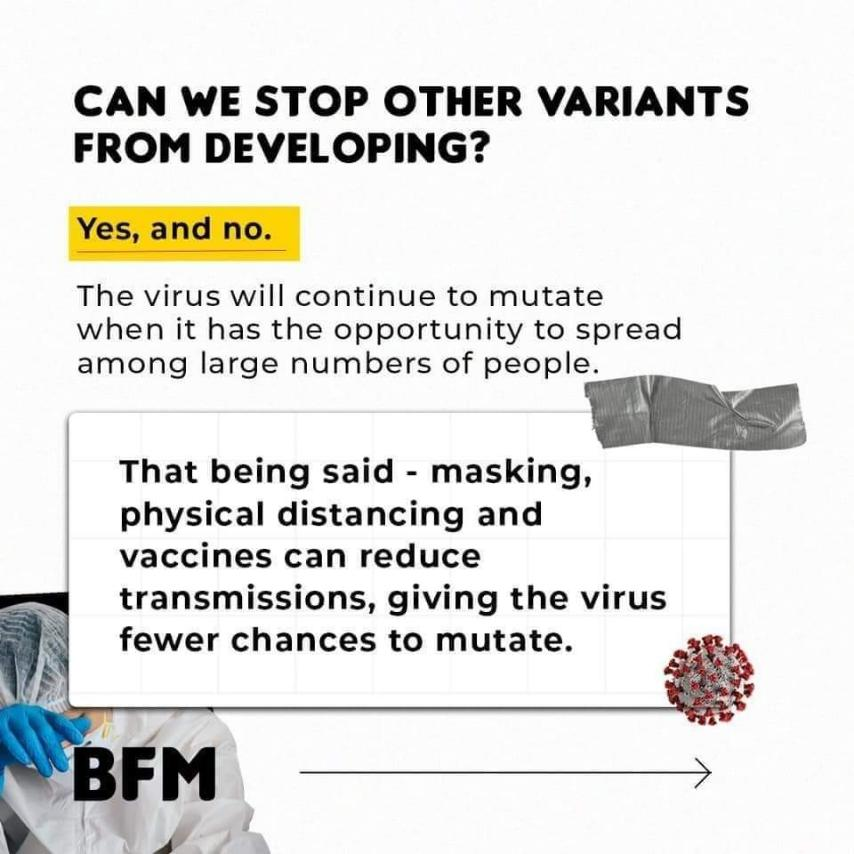 CAN WE STOP OTHER VARIANTS
FROM DEVELOPING?
Yes, and no.
The virus will continue to mutate
when it has the opportunity to spread
among large numbers of people.
That being said - masking,
physical distancing and
vaccines can reduce
transmissions, giving the virus
fewer chances to mutate.
BFM